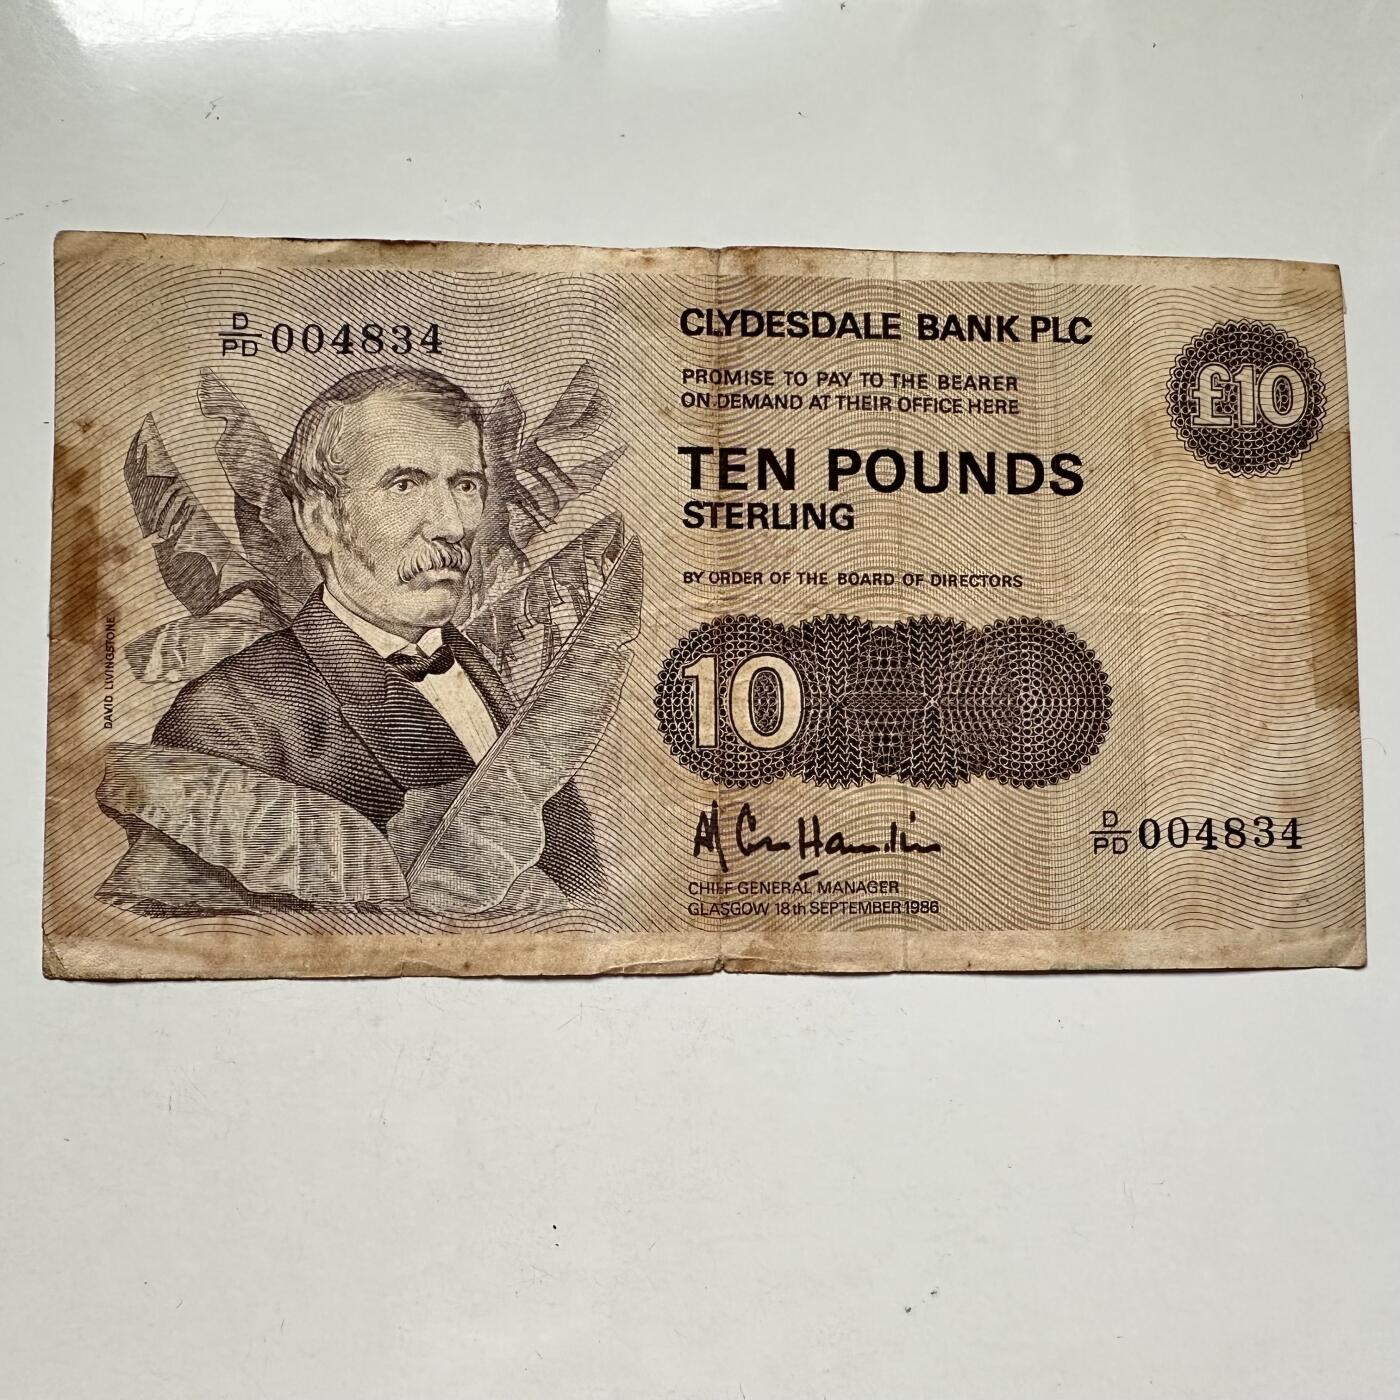 D/PD 004834
CLYDESDALE BANK PLC
£10
PROMISE TO PAY TO THE BEARER
ON DEMAND AT THEIR OFFICE HERE
TEN POUNDS
STERLING
BY ORDER OF THE BOARD OF DIRECTORS
DAVID LIVINGSTONE
10
D/PD 004834
CHIEF GENERAL MANAGER
GLASGOW 18th SEPTEMBER 1986